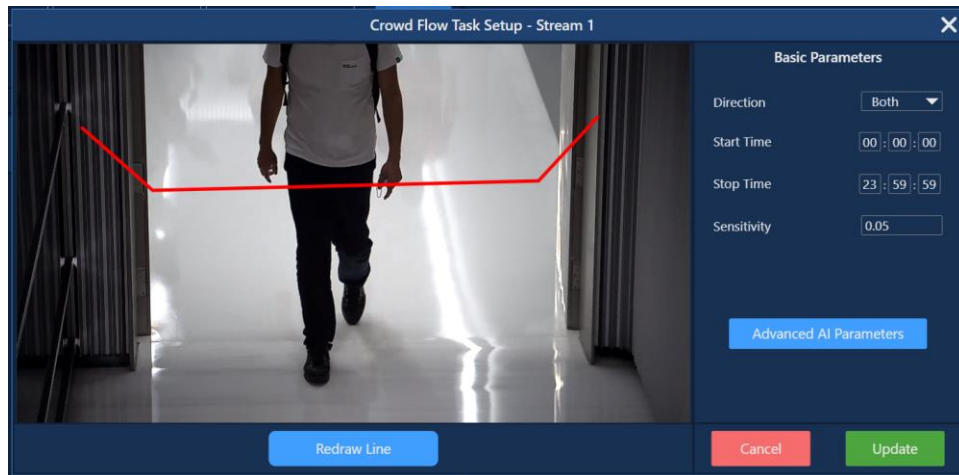 Crowd Flow Task Setup - Stream 1
Basic Parameters
Direction Both
Start Time 00 : 00 : 00
Stop Time 23 : 59 : 59
Sensitivity 0.05
Advanced AI Parameters
Redraw Line
Cancel Update